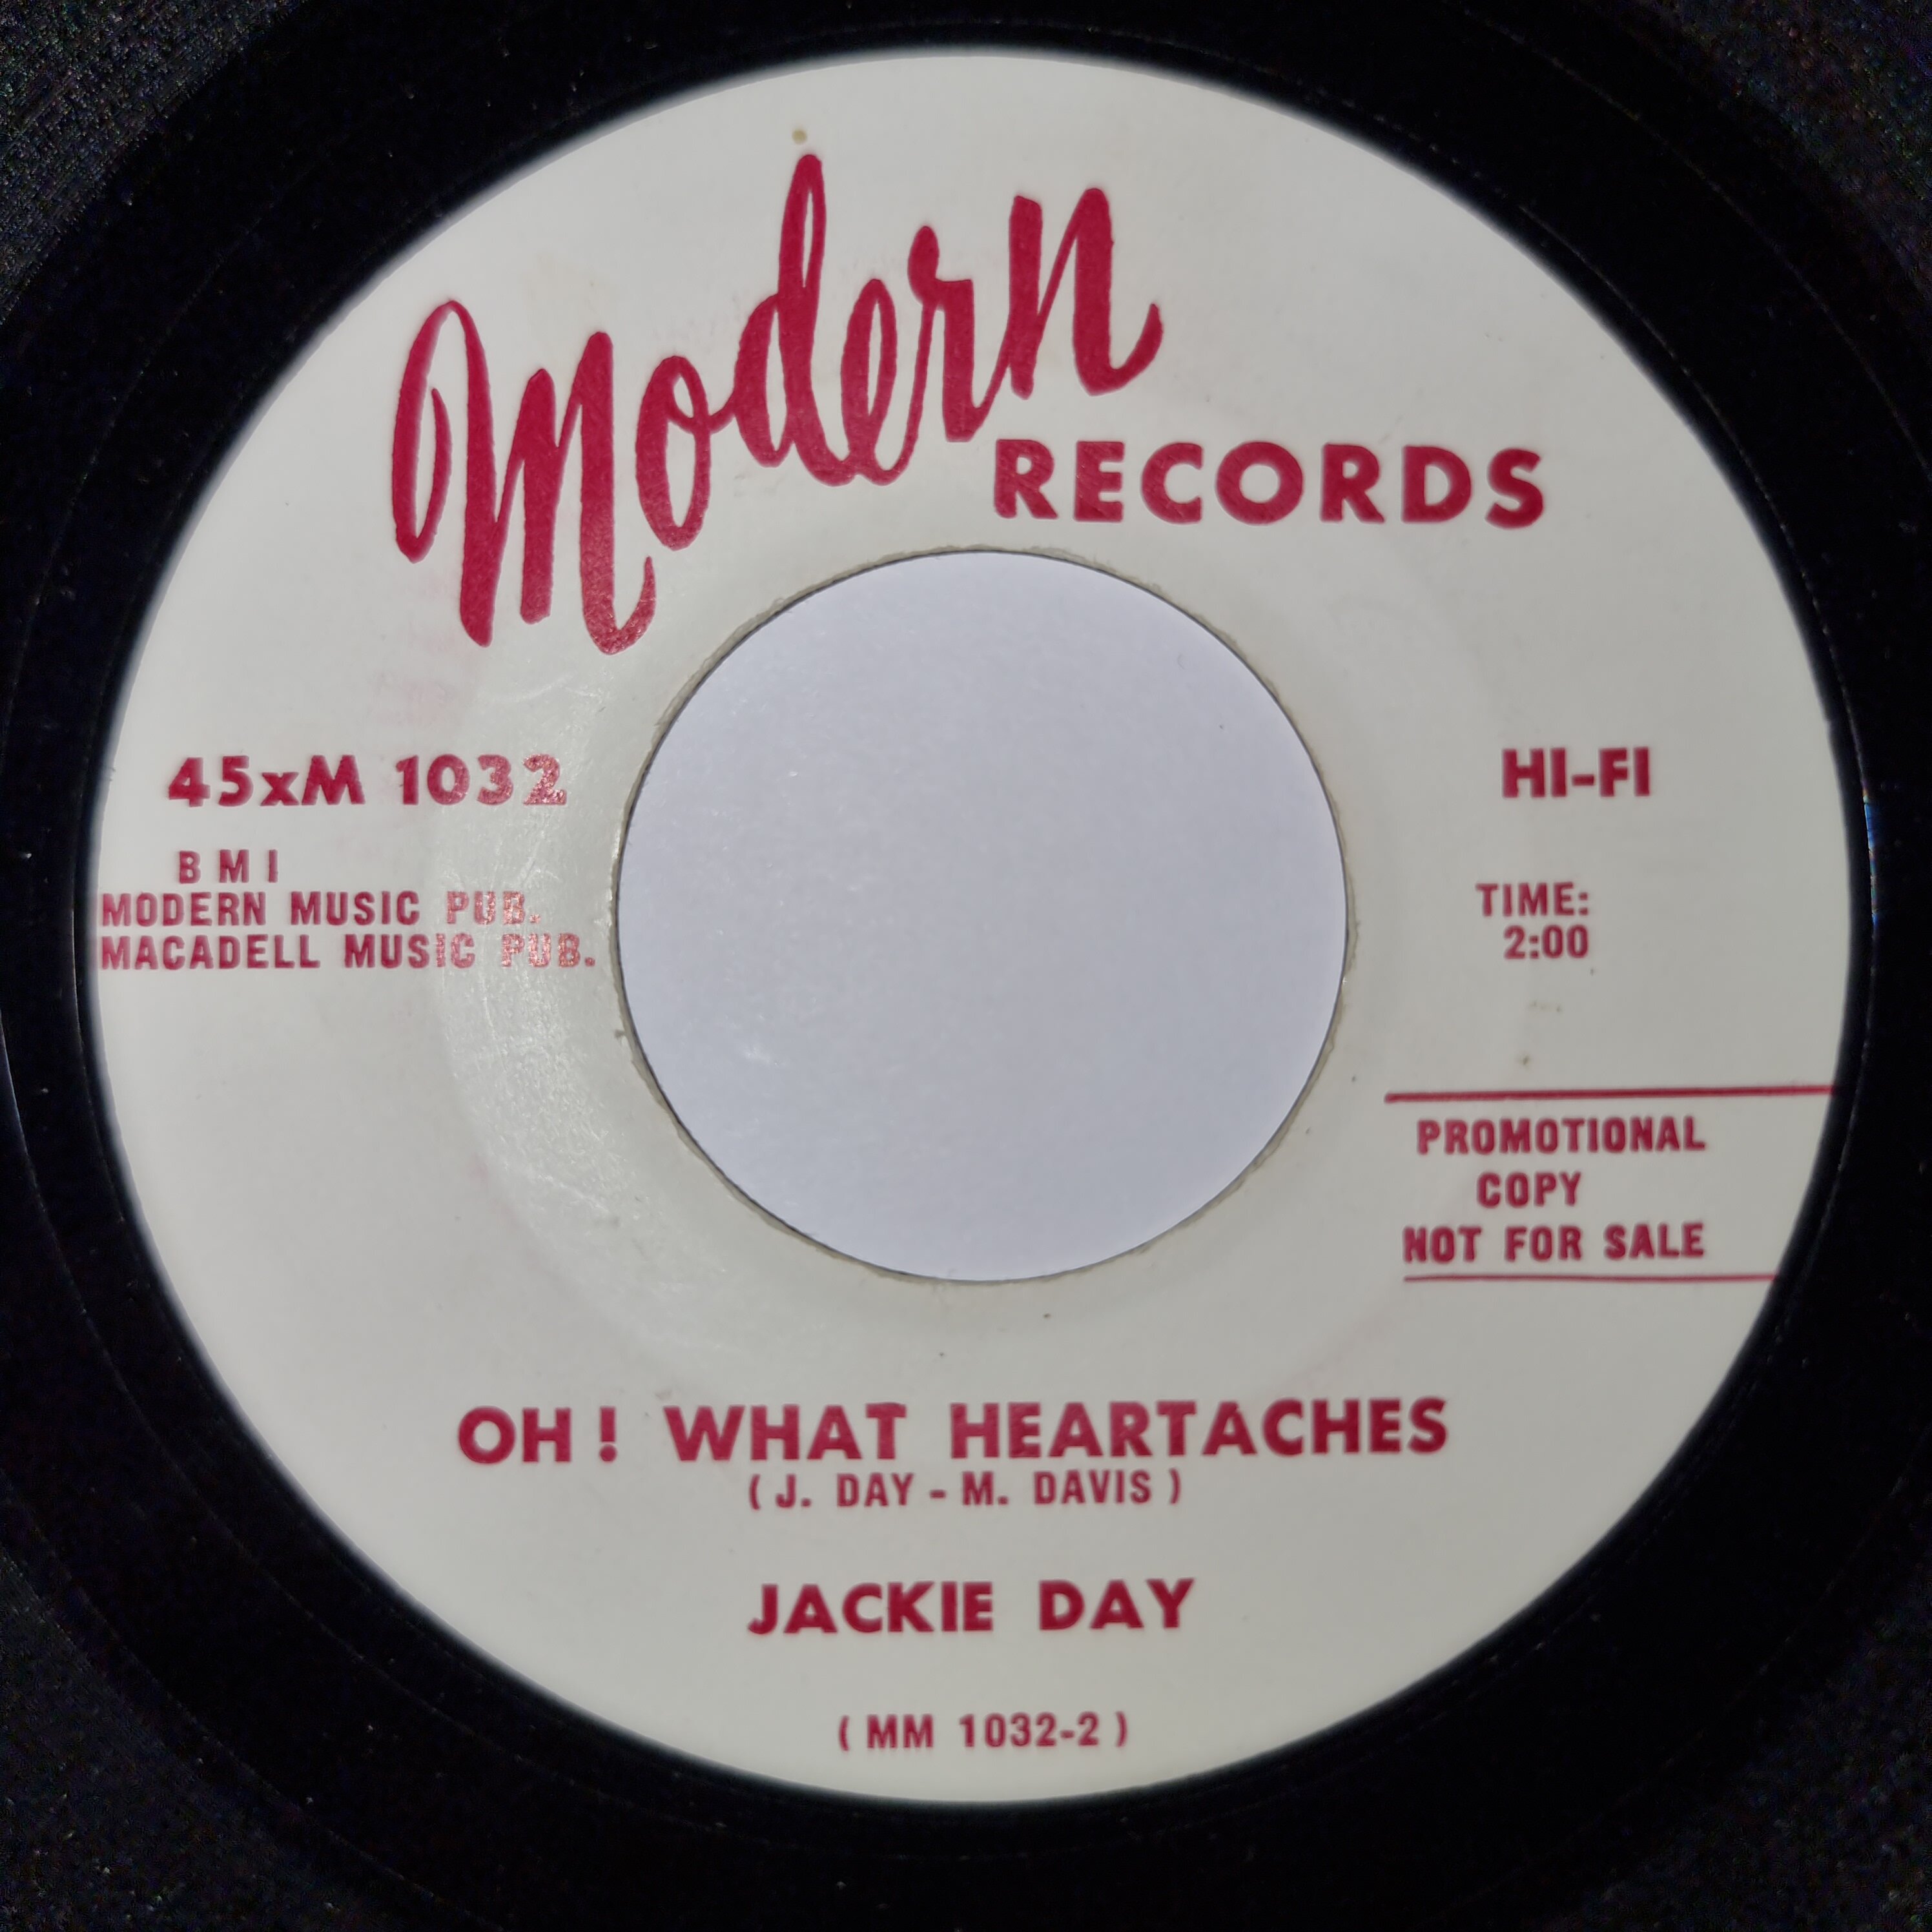 Modern
RECORDS
45xM 1032
HI-FI
B M I
MODERN MUSIC PUB.
MACADELL MUSIC PUB.
TIME:
2:00
PROMOTIONAL
COPY
NOT FOR SALE
OH! WHAT HEARTACHES
( J. DAY - M. DAVIS )
JACKIE DAY
( MM 1032-2 )